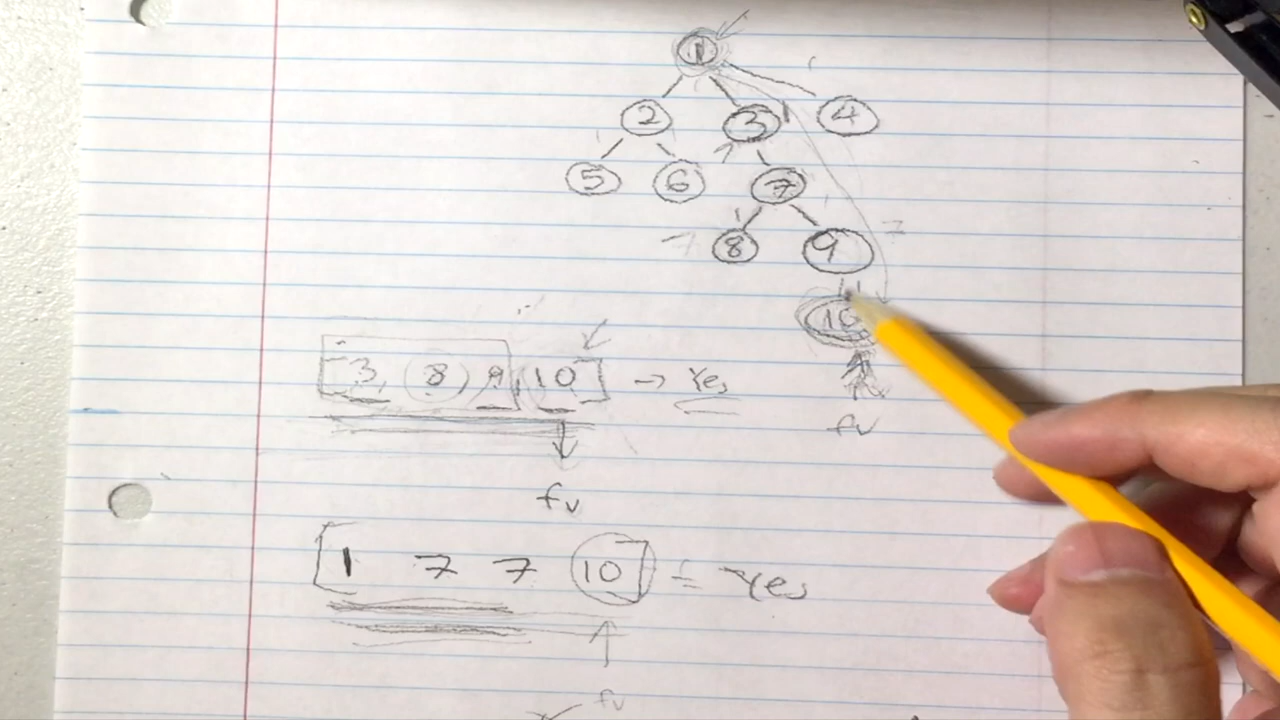 1
2 3 4
5 6 7
8 9 7
10
[3, 8, 9, 10] → Yes
fv
fv
[1 7 7 10] = Yes
fv